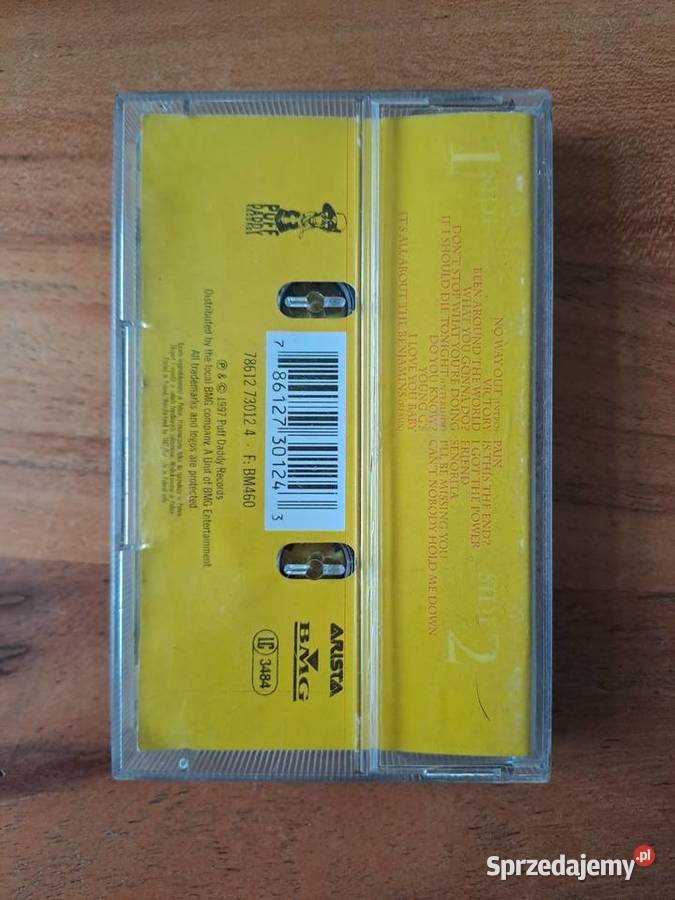 1 SIDE
NO WAY OUT (INTRO)
VICTORY
BEEN AROUND THE WORLD
WHAT YOU GONNA DO?
DON'T STOP WHAT YOU'RE DOING
IF I SHOULD DIE TONIGHT (INTERLUDE)
DO YOU KNOW?
YOUNG G'S
I LOVE YOU BABY
IT'S ALL ABOUT THE BENJAMINS (REMIX)
SIDE 2
PAIN
IS THIS THE END?
I GOT THE POWER
FRIEND
SENORITA
I'LL BE MISSING YOU
CAN'T NOBODY HOLD ME DOWN
PUFF
DADDY
7 86127 30124 3
78612 73012 4 · F: BM460
ARISTA
BMG
LC 3484
℗ & © 1997 Puff Daddy Records
Distributed by the local BMG company. A Unit of BMG Entertainment
All trademarks and logos are protected.
Sprzedajemy.pl